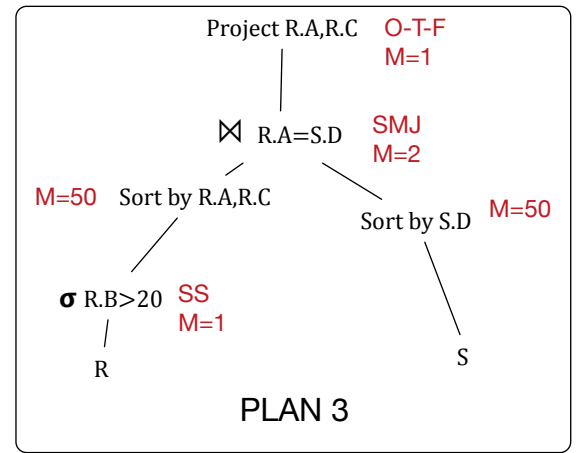 Project R.A,R.C O-T-F
M=1
⋈ R.A=S.D SMJ
M=2
M=50 Sort by R.A,R.C
Sort by S.D M=50
σ R.B>20 SS
M=1
R
S
PLAN 3